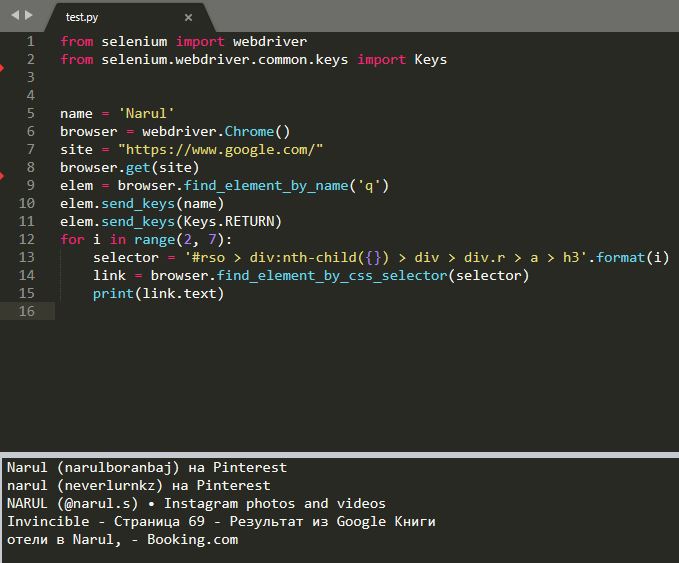 test.py
1 from selenium import webdriver
2 from selenium.webdriver.common.keys import Keys
3
4
5 name = 'Narul'
6 browser = webdriver.Chrome()
7 site = "https://www.google.com/"
8 browser.get(site)
9 elem = browser.find_element_by_name('q')
10 elem.send_keys(name)
11 elem.send_keys(Keys.RETURN)
12 for i in range(2, 7):
13     selector = '#rso > div:nth-child({}) > div > div.r > a > h3'.format(i)
14     link = browser.find_element_by_css_selector(selector)
15     print(link.text)
16
Narul (narulboranbaj) на Pinterest
narul (neverlurnkz) на Pinterest
NARUL (@narul.s) • Instagram photos and videos
Invincible - Страница 69 - Результат из Google Книги
отели в Narul, - Booking.com